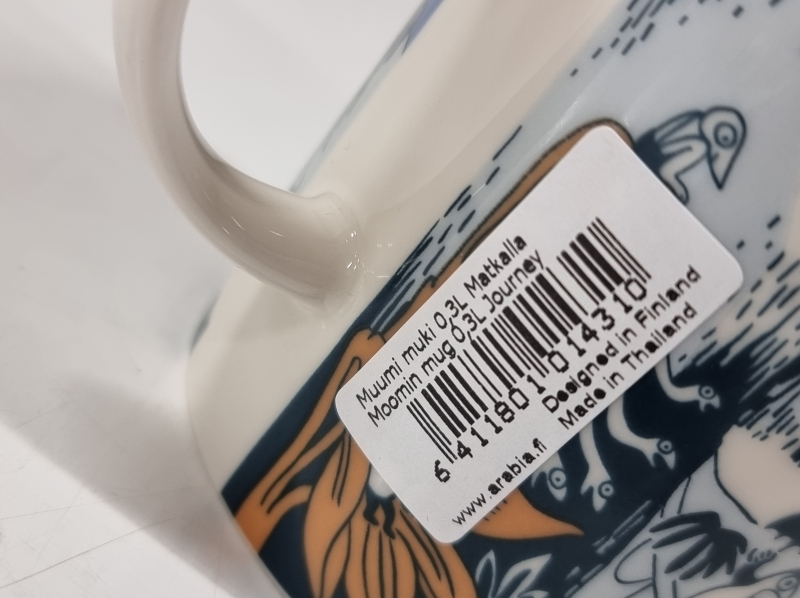 Muumi muki 0,3L Matkalla
Moomin mug 0,3L Journey
6 411801 014310
www.arabia.fi
Designed in Finland
Made in Thailand